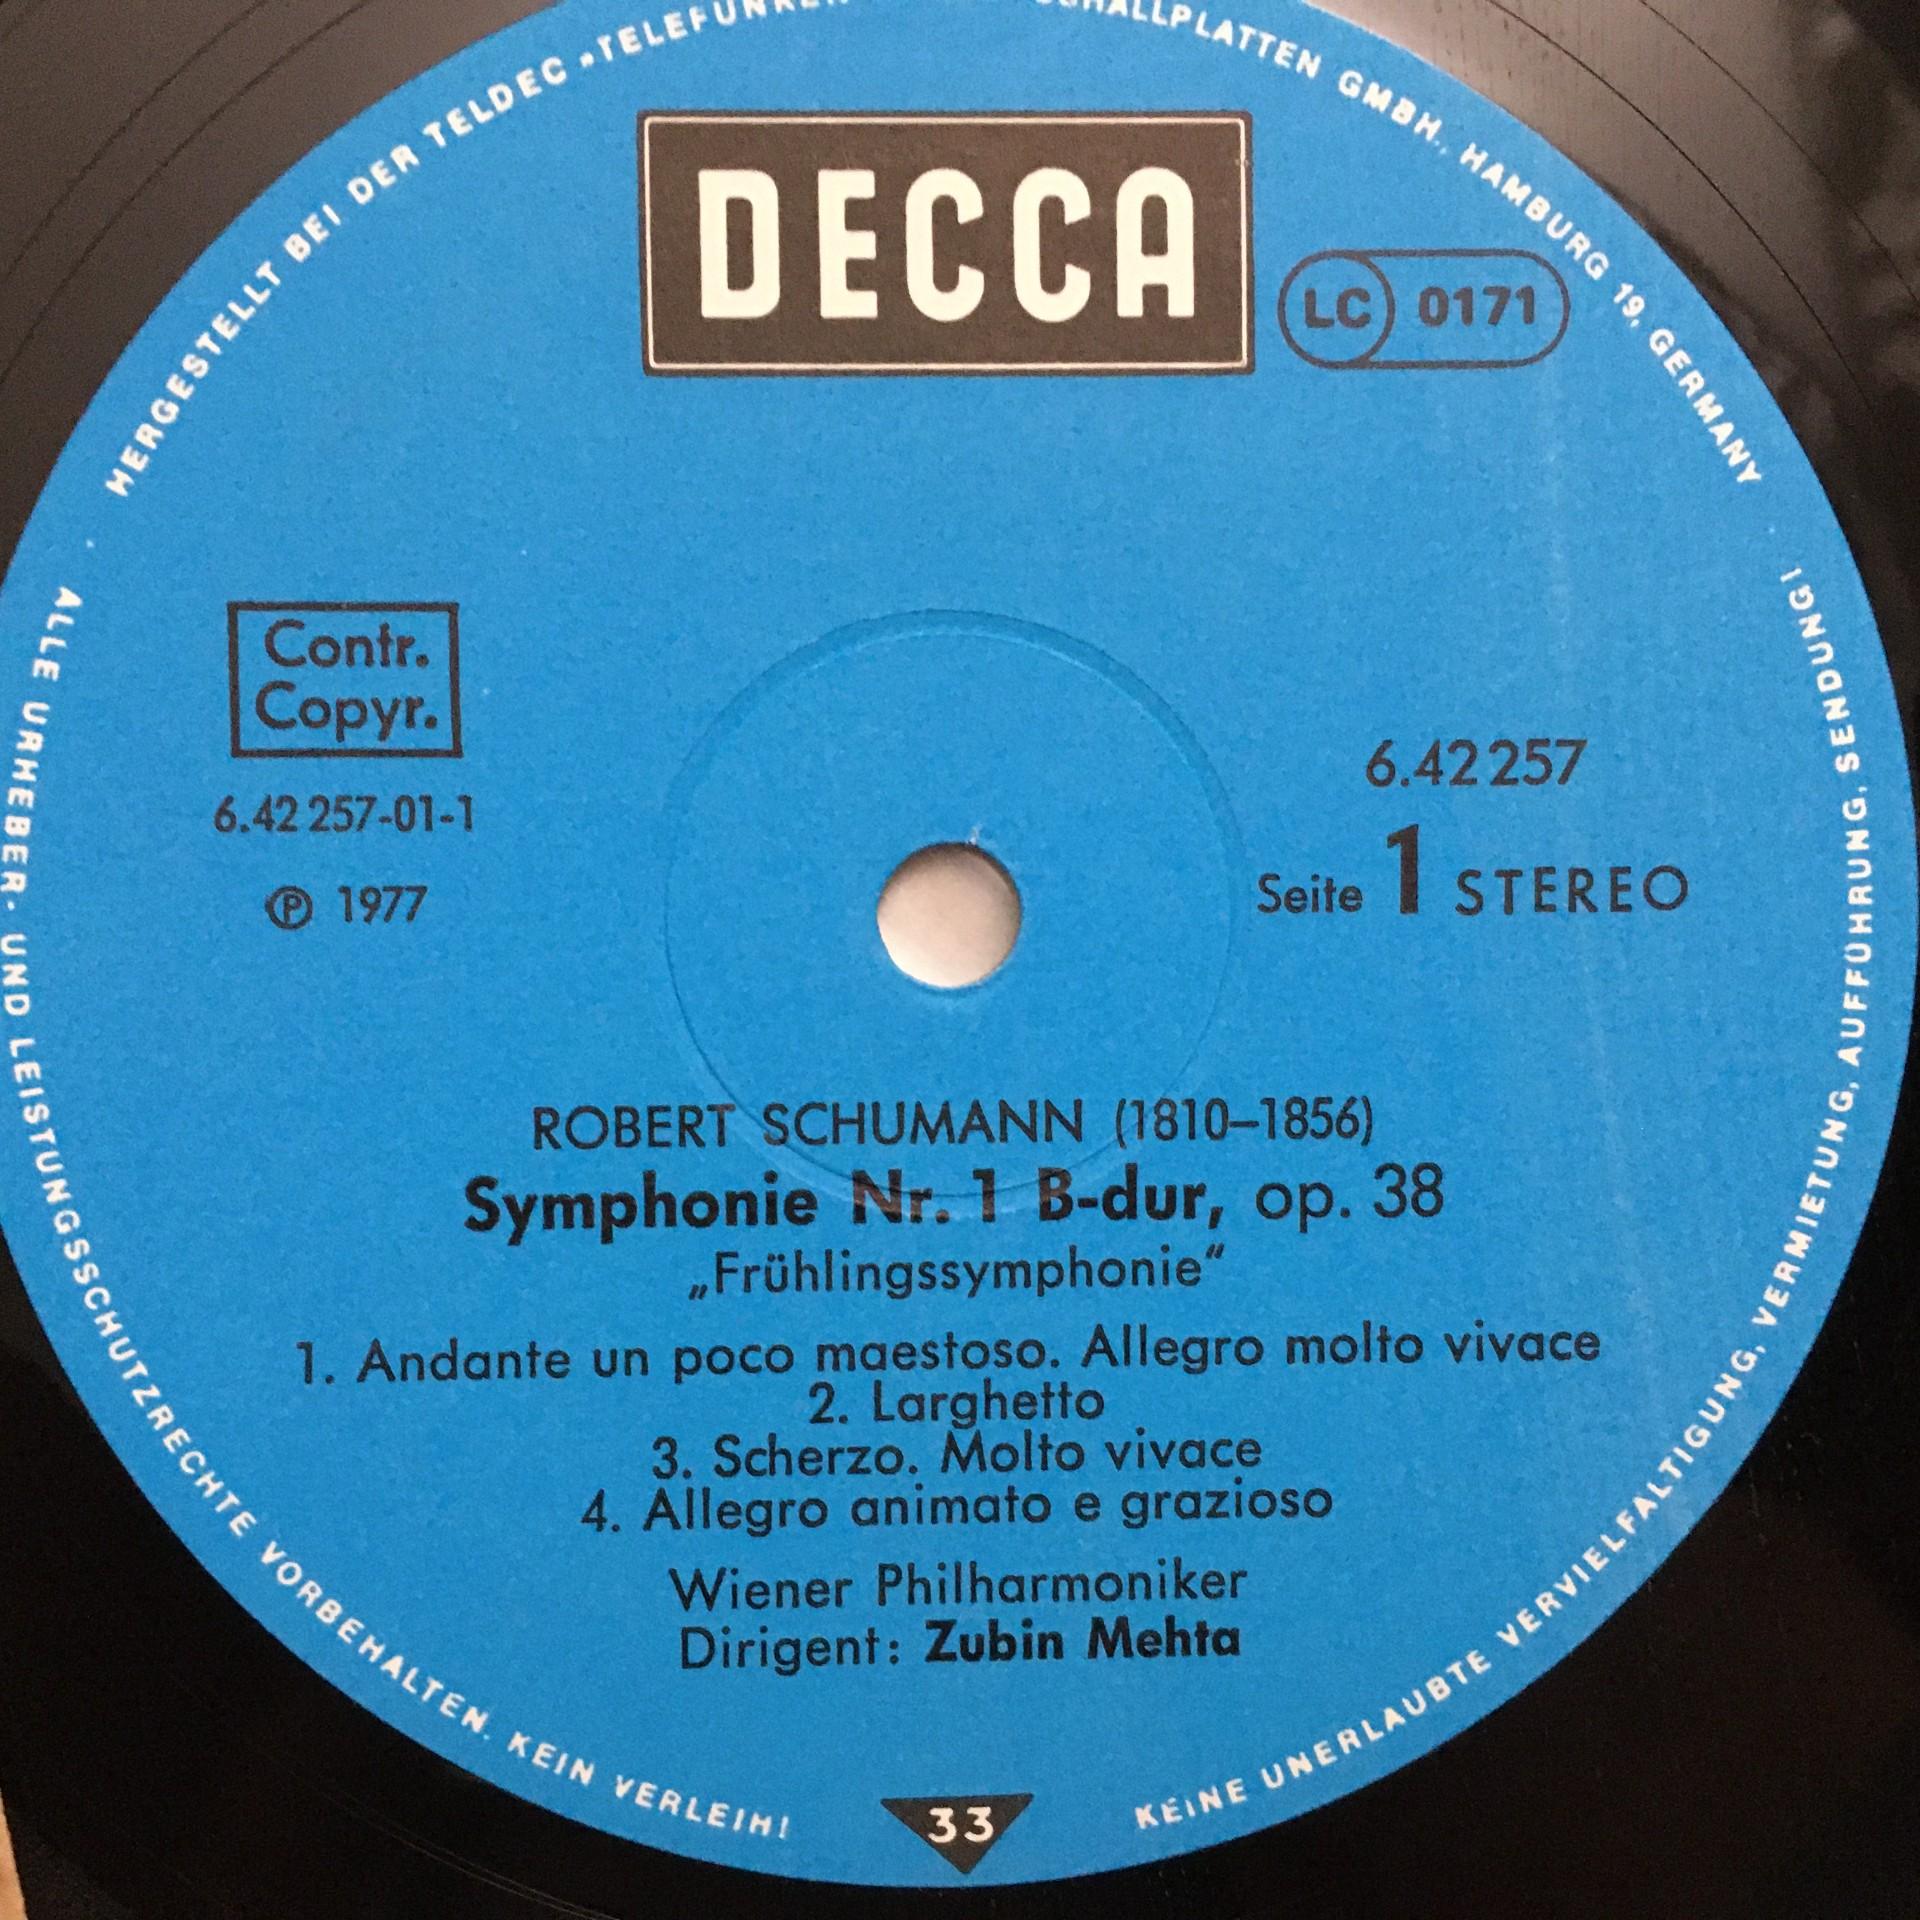 HERGESTELLT BEI DER TELDEC »TELEFUNKEN SCHALLPLATTEN GMBH., HAMBURG 19, GERMANY
DECCA
LC 0171
Contr.
Copyr.
6.42 257-01-1
℗ 1977
6.42 257
Seite 1 STEREO
ROBERT SCHUMANN (1810–1856)
Symphonie Nr. 1 B-dur, op. 38
„Frühlingssymphonie“
1. Andante un poco maestoso. Allegro molto vivace
2. Larghetto
3. Scherzo. Molto vivace
4. Allegro animato e grazioso
Wiener Philharmoniker
Dirigent: Zubin Mehta
ALLE URHEBER- UND LEISTUNGSSCHUTZRECHTE VORBEHALTEN. KEIN VERLEIH!
33
KEINE UNERLAUBTE VERVIELFÄLTIGUNG, VERMIETUNG, AUFFÜHRUNG, SENDUNG!